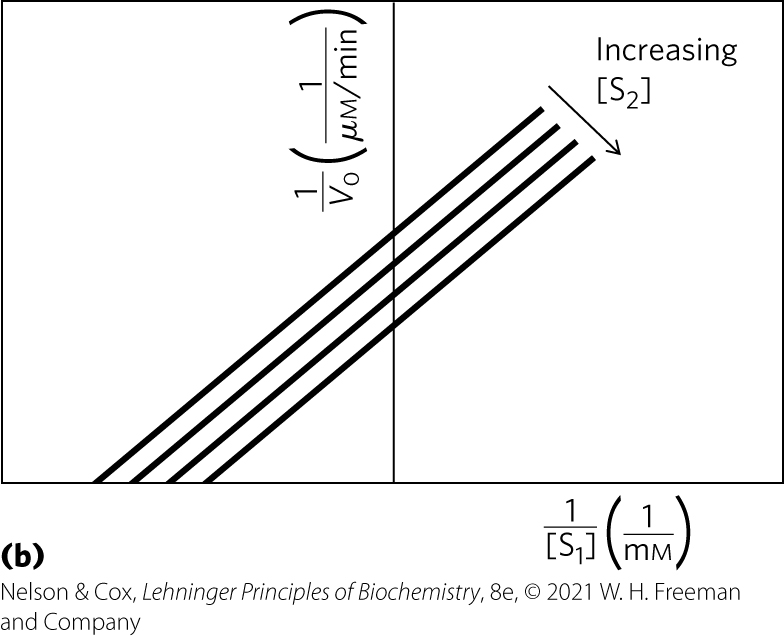 1/V₀ (1/μM/min)
Increasing
[S₂]
1/[S₁] (1/mM)
(b)
Nelson & Cox, Lehninger Principles of Biochemistry, 8e, © 2021 W. H. Freeman
and Company